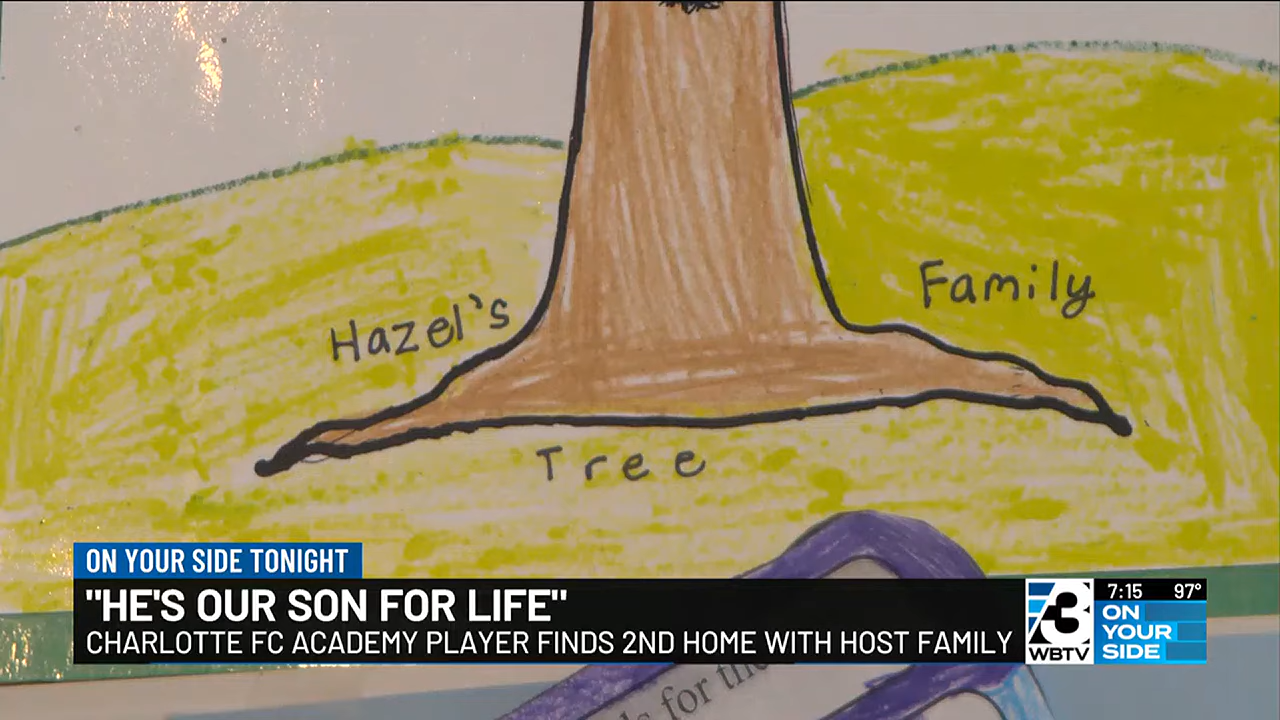 Hazel's
Family
Tree
ON YOUR SIDE TONIGHT
"HE'S OUR SON FOR LIFE"
CHARLOTTE FC ACADEMY PLAYER FINDS 2ND HOME WITH HOST FAMILY
3
WBTV
7:15 97°
ON
YOUR
SIDE
for